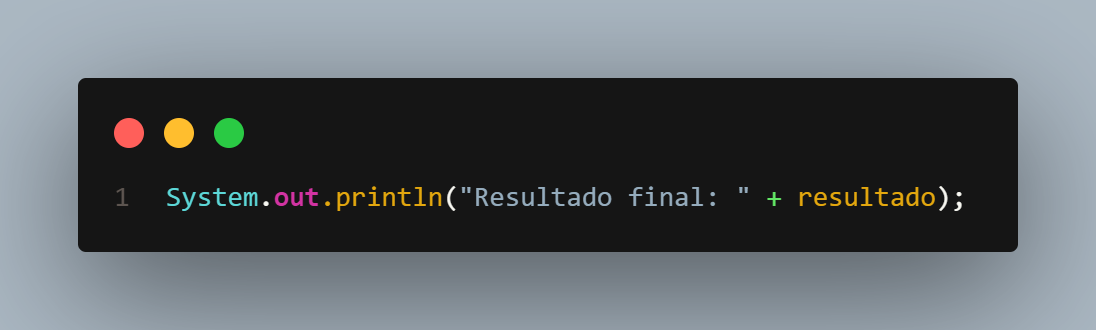 1 System.out.println("Resultado final: " + resultado);